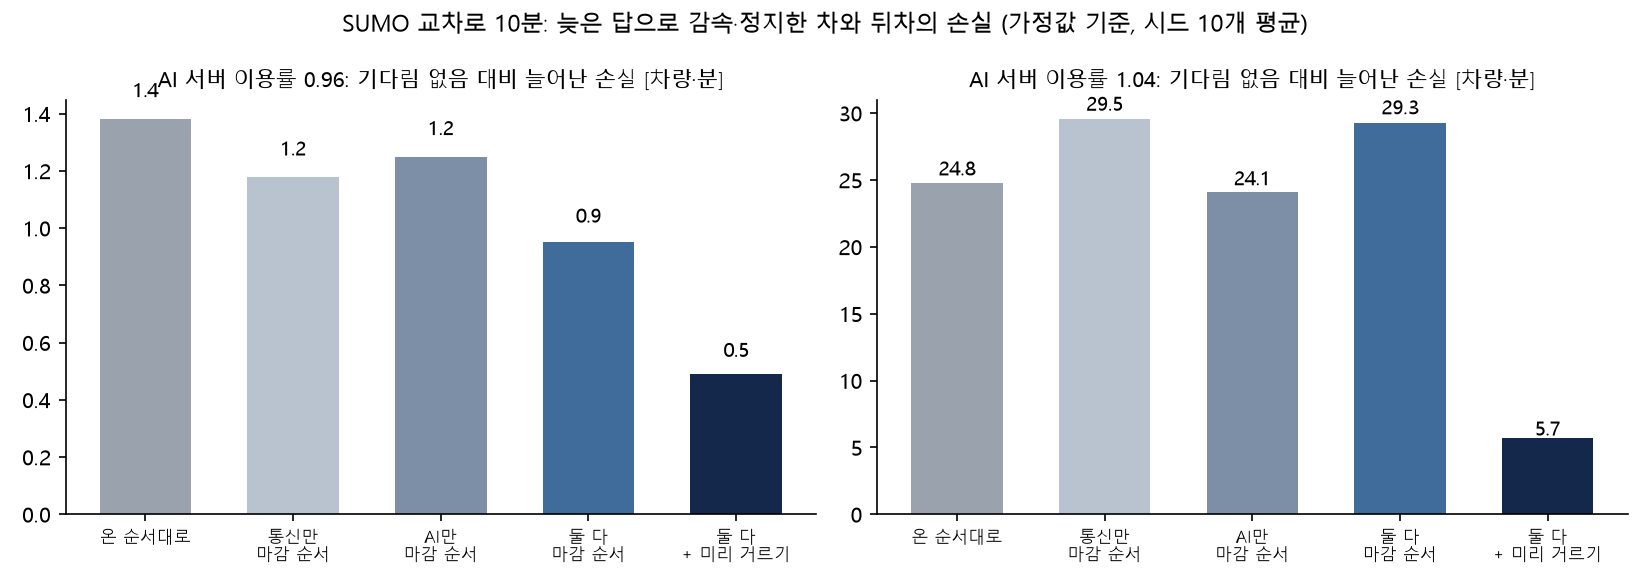 SUMO 교차로 10분: 늦은 답으로 감속·정지한 차와 뒤차의 손실 (가정값 기준, 시드 10개 평균)
AI 서버 이용률 0.96: 기다림 없음 대비 늘어난 손실 [차량·분]
1.4
1.2
1.2
0.9
0.5
1.4
1.2
1.0
0.8
0.6
0.4
0.2
0.0
온 순서대로
통신만
마감 순서
AI만
마감 순서
둘 다
마감 순서
둘 다
+ 미리 거르기
AI 서버 이용률 1.04: 기다림 없음 대비 늘어난 손실 [차량·분]
24.8
29.5
24.1
29.3
5.7
30
25
20
15
10
5
0
온 순서대로
통신만
마감 순서
AI만
마감 순서
둘 다
마감 순서
둘 다
+ 미리 거르기